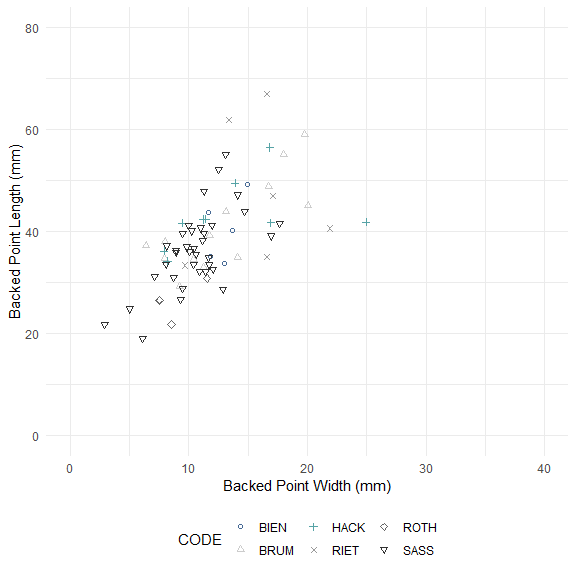 80
60
40
20
0
Backed Point Length (mm)
0 10 20 30 40
Backed Point Width (mm)
CODE
BIEN HACK ROTH
BRUM RIET SASS